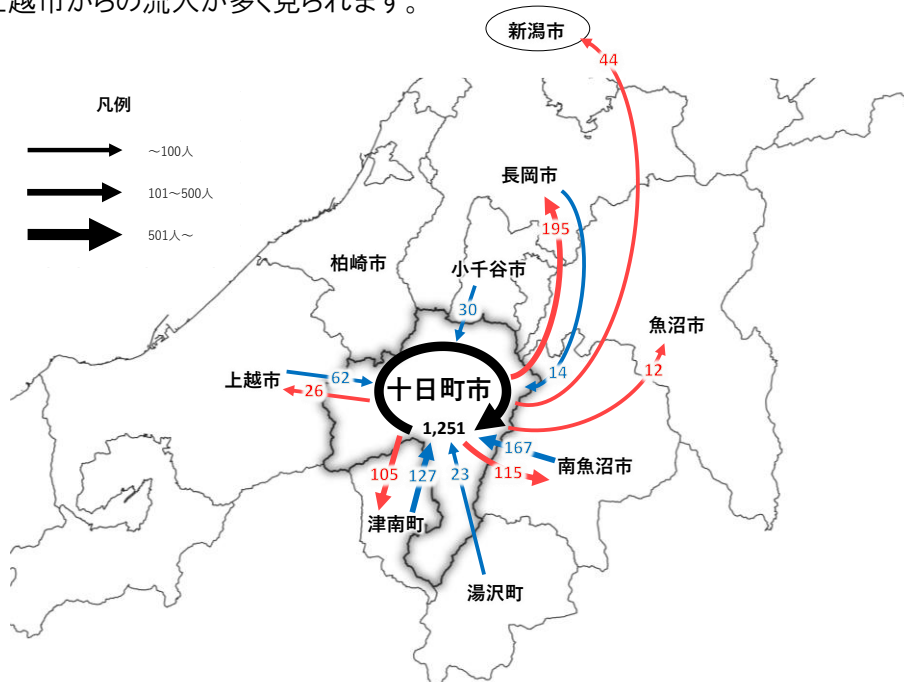 上越市からの流入が多く見られます。
新潟市
44
凡例
～100人
101～500人
501人～
長岡市
195
柏崎市
小千谷市
30
魚沼市
12
14
上越市
62
26
十日町市
1,251
167
南魚沼市
115
105
127
23
津南町
湯沢町